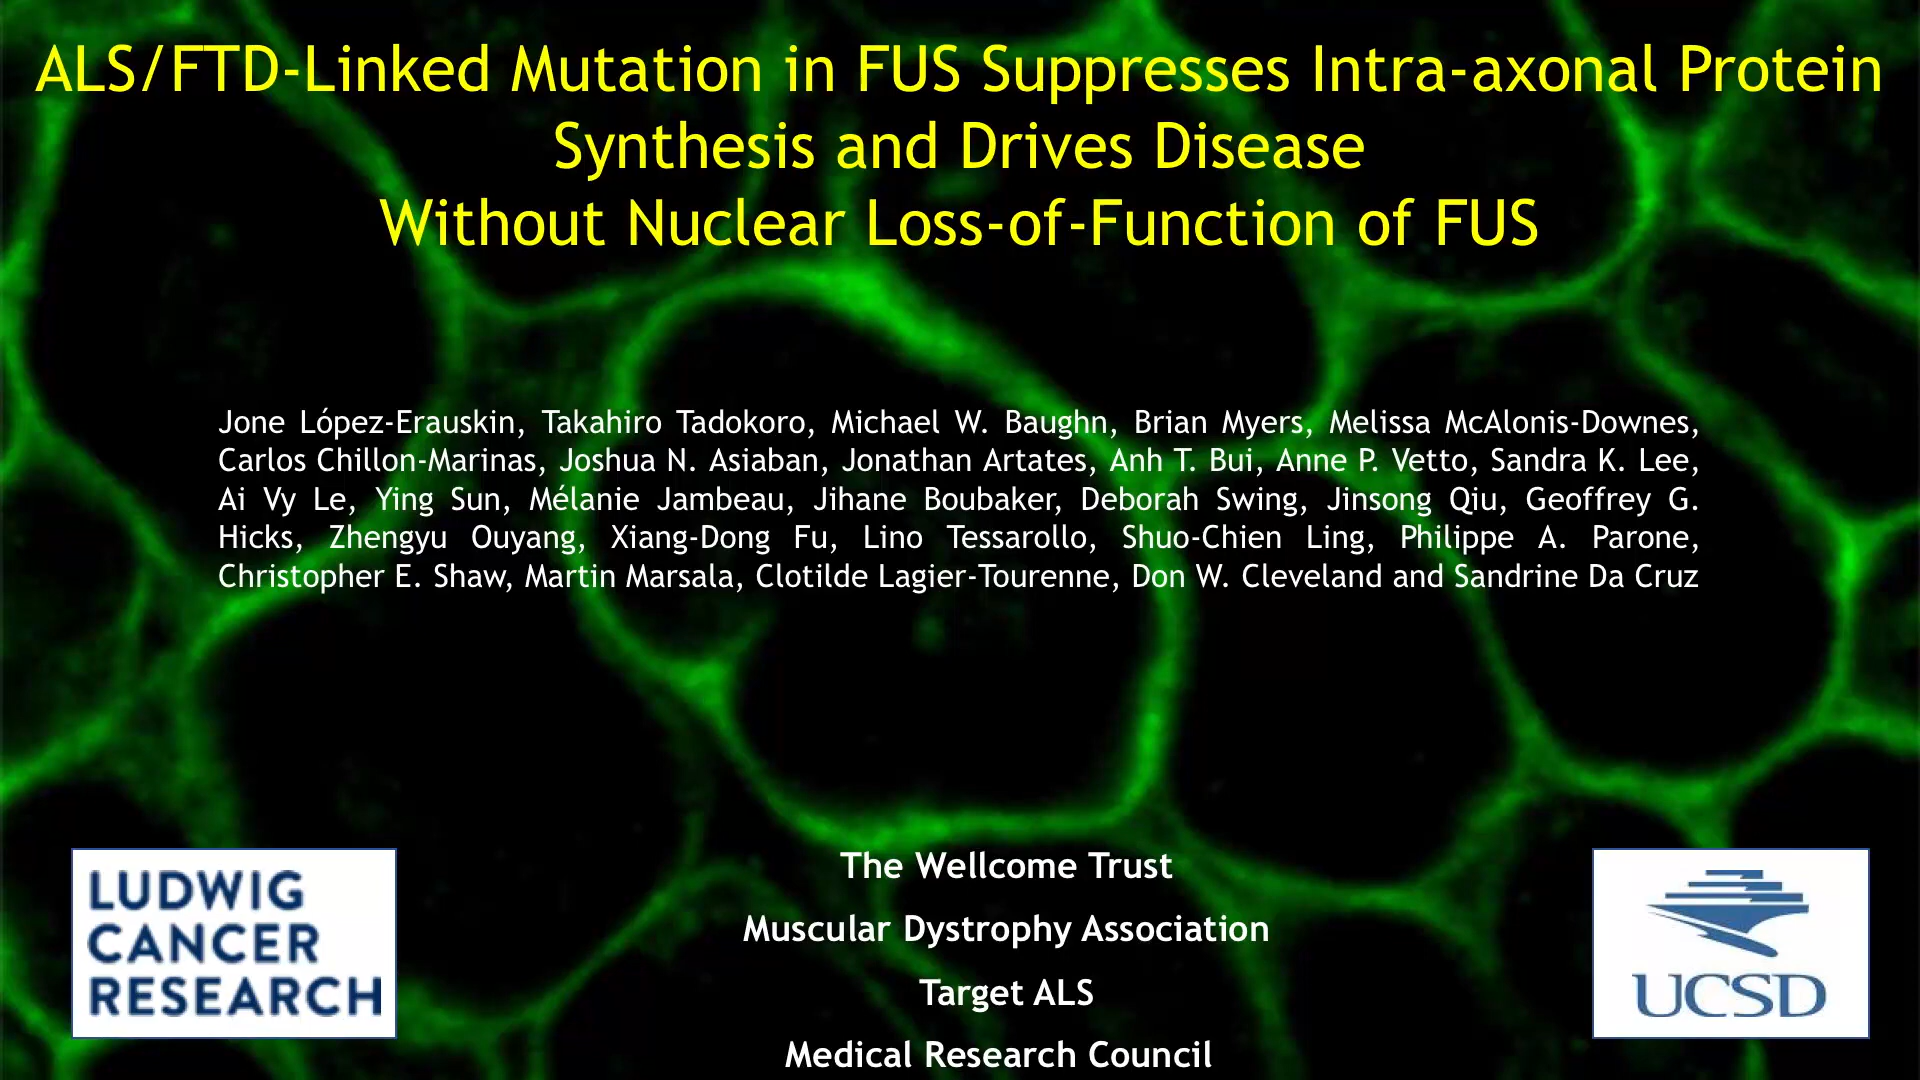 ALS/FTD-Linked Mutation in FUS Suppresses Intra-axonal Protein
Synthesis and Drives Disease
Without Nuclear Loss-of-Function of FUS
Jone López-Erauskin, Takahiro Tadokoro, Michael W. Baughn, Brian Myers, Melissa McAlonis-Downes,
Carlos Chillon-Marinas, Joshua N. Asiaban, Jonathan Artates, Anh T. Bui, Anne P. Vetto, Sandra K. Lee,
Ai Vy Le, Ying Sun, Mélanie Jambeau, Jihane Boubaker, Deborah Swing, Jinsong Qiu, Geoffrey G.
Hicks, Zhengyu Ouyang, Xiang-Dong Fu, Lino Tessarollo, Shuo-Chien Ling, Philippe A. Parone,
Christopher E. Shaw, Martin Marsala, Clotilde Lagier-Tourenne, Don W. Cleveland and Sandrine Da Cruz
LUDWIG
CANCER
RESEARCH
The Wellcome Trust
Muscular Dystrophy Association
Target ALS
Medical Research Council
UCSD